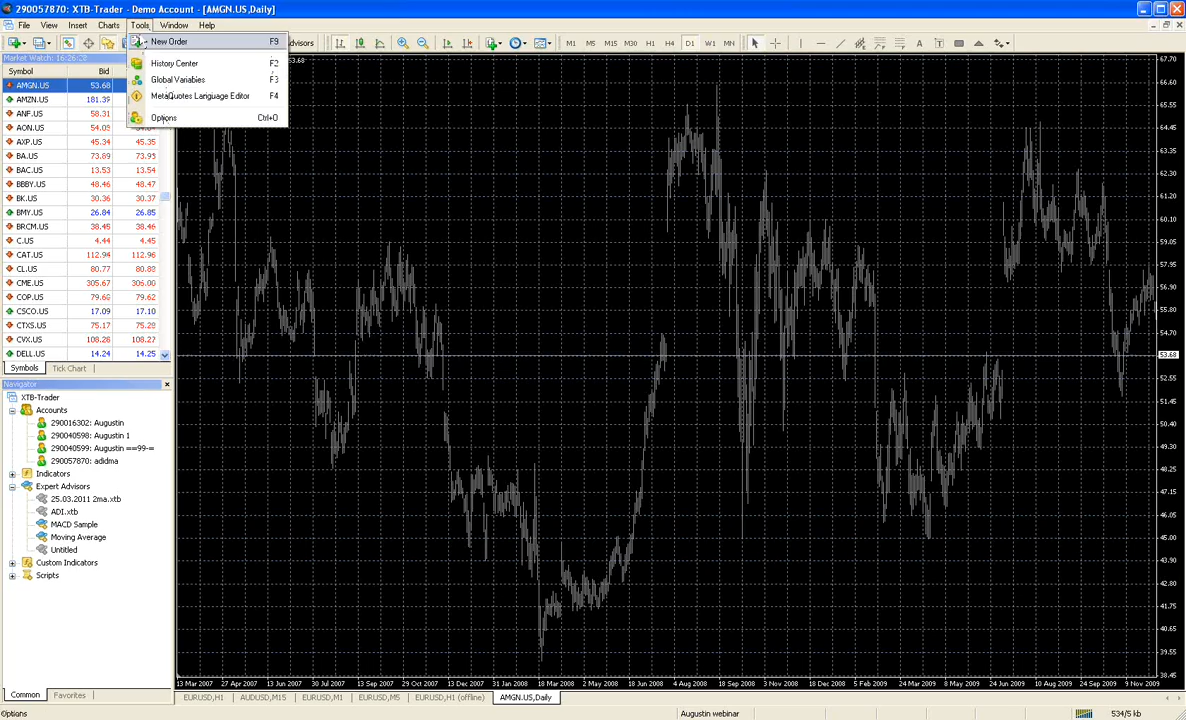 290057870: XTB-Trader - Demo Account - [AMGN.US,Daily]
File View Insert Charts Tools Window Help
New Order F9
History Center F2
Global Variables F3
MetaQuotes Language Editor F4
Options Ctrl+O
M1 M5 M15 M30 H1 H4 D1 W1 MN
Market Watch: 16:26:28
Symbol Bid
AMGN.US 53.68
AMZN.US 181.39
ANF.US 58.31
AON.US 54.09
AXP.US 45.34 45.35
BA.US 73.89 73.93
BAC.US 13.53 13.54
BBBY.US 48.46 48.47
BK.US 30.36 30.37
BMY.US 26.84 26.85
BRCM.US 38.45 38.46
C.US 4.44 4.45
CAT.US 112.94 112.96
CL.US 80.77 80.88
CME.US 305.67 306.00
COP.US 79.60 79.62
CSCO.US 17.09 17.10
CTXS.US 75.17 75.28
CVX.US 108.26 108.27
DELL.US 14.24 14.25
Symbols Tick Chart
Navigator
XTB-Trader
Accounts
290016302: Augustin
290040598: Augustin 1
290040599: Augustin ==99-=
290057870: adidma
Indicators
Expert Advisors
25.03.2011 2ma.xtb
ADI.xtb
MACD Sample
Moving Average
Untitled
Custom Indicators
Scripts
Common Favorites
67.70
65.55
64.45
63.35
62.30
61.20
60.10
59.05
57.95
56.90
55.80
54.70
53.68
52.55
51.45
50.40
49.30
48.25
47.15
46.05
45.00
43.90
42.80
41.75
40.65
39.55
38.45
13 Mar 2007 27 Apr 2007 13 Jun 2007 30 Jul 2007 13 Sep 2007 29 Oct 2007 13 Dec 2007 31 Jan 2008 18 Mar 2008 2 May 2008 18 Jun 2008 4 Aug 2008 18 Sep 2008 3 Nov 2008 18 Dec 2008 5 Feb 2009 24 Mar 2009 8 May 2009 24 Jun 2009 10 Aug 2009 24 Sep 2009 9 Nov 2009
EURUSD,H1 AUDUSD,M15 EURUSD,M1 EURUSD,M5 EURUSD,H1 (offline) AMGN.US,Daily
Options Augustin webinar 534/5 kb